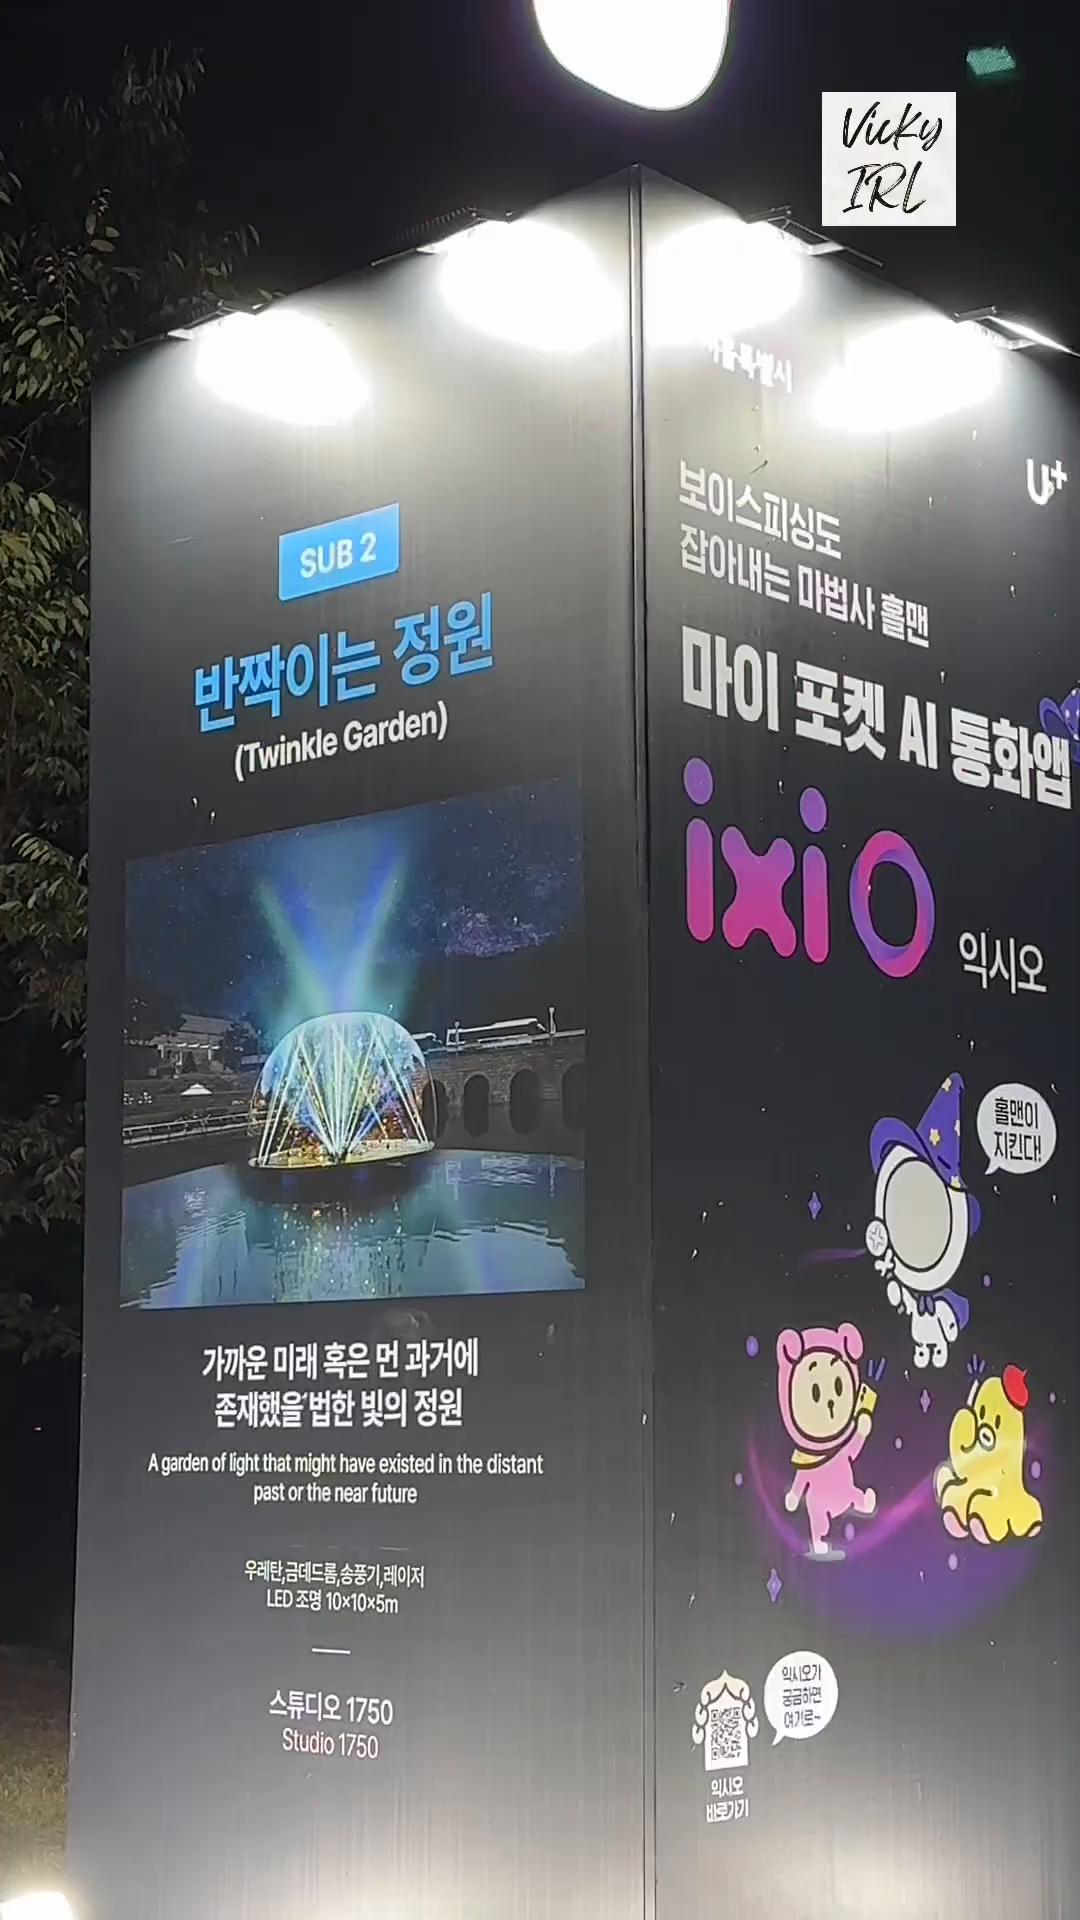 Vicky
IRL
SUB 2
반짝이는 정원
(Twinkle Garden)
가까운 미래 혹은 먼 과거에
존재했을 법한 빛의 정원
A garden of light that might have existed in the distant
past or the near future
우레탄,금데드롬,송풍기,레이저
LED 조명 10×10×5m
스튜디오 1750
Studio 1750
서울특별시
U+
보이스피싱도
잡아내는 마법사 홀맨
마이 포켓 AI 통화앱
ixiO
익시오
홀맨이
지킨다!
익시오가
궁금하면
여기로~
익시오
바로가기